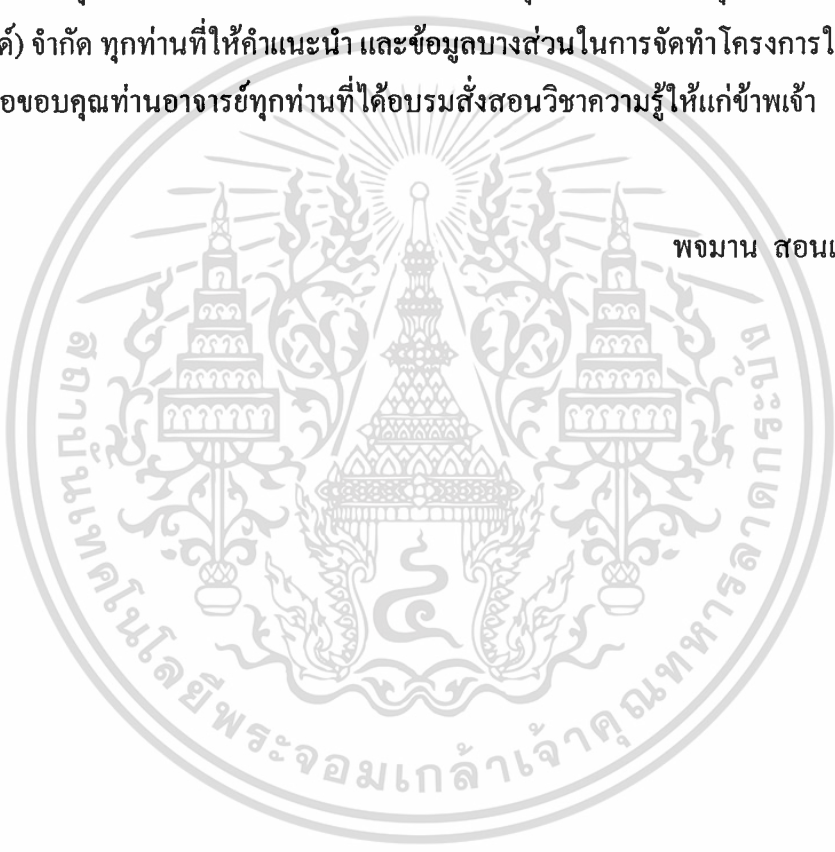 ค์) จำกัด ทุกท่านที่ให้คำแนะนำ และข้อมูลบางส่วนในการจัดทำโครงการใ
อขอบคุณท่านอาจารย์ทุกท่านที่ได้อบรมสั่งสอนวิชาความรู้ให้แก่ข้าพเจ้า
พจมาน สอน
สถาบันเทคโนโลยีพระจอมเกล้าเจ้าคุณทหารลาดกระบัง